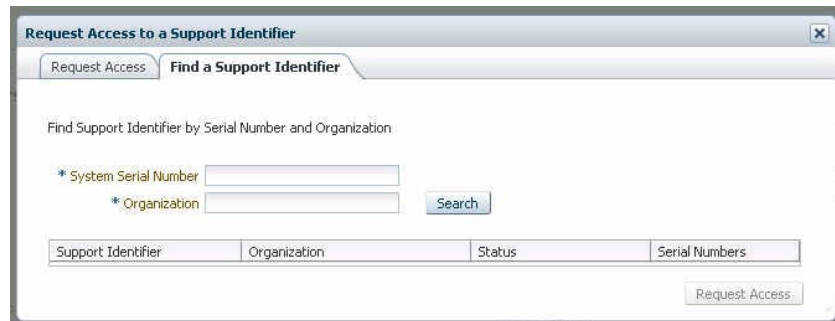 Request Access to a Support Identifier
Request Access Find a Support Identifier
Find Support Identifier by Serial Number and Organization
* System Serial Number
* Organization Search
Support Identifier Organization Status Serial Numbers
Request Access